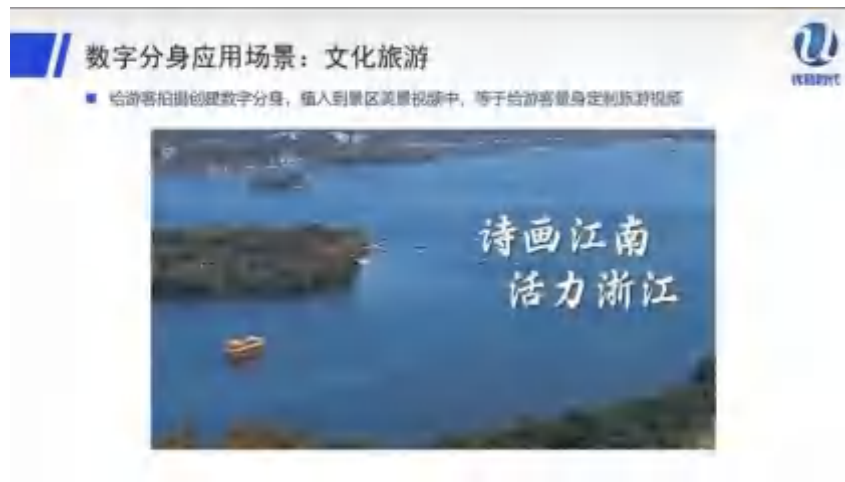 数字分身应用场景：文化旅游
给游客拍摄创建数字分身，植入到景区美景视频中，等于给游客量身定制旅游视频
诗画江南
活力浙江